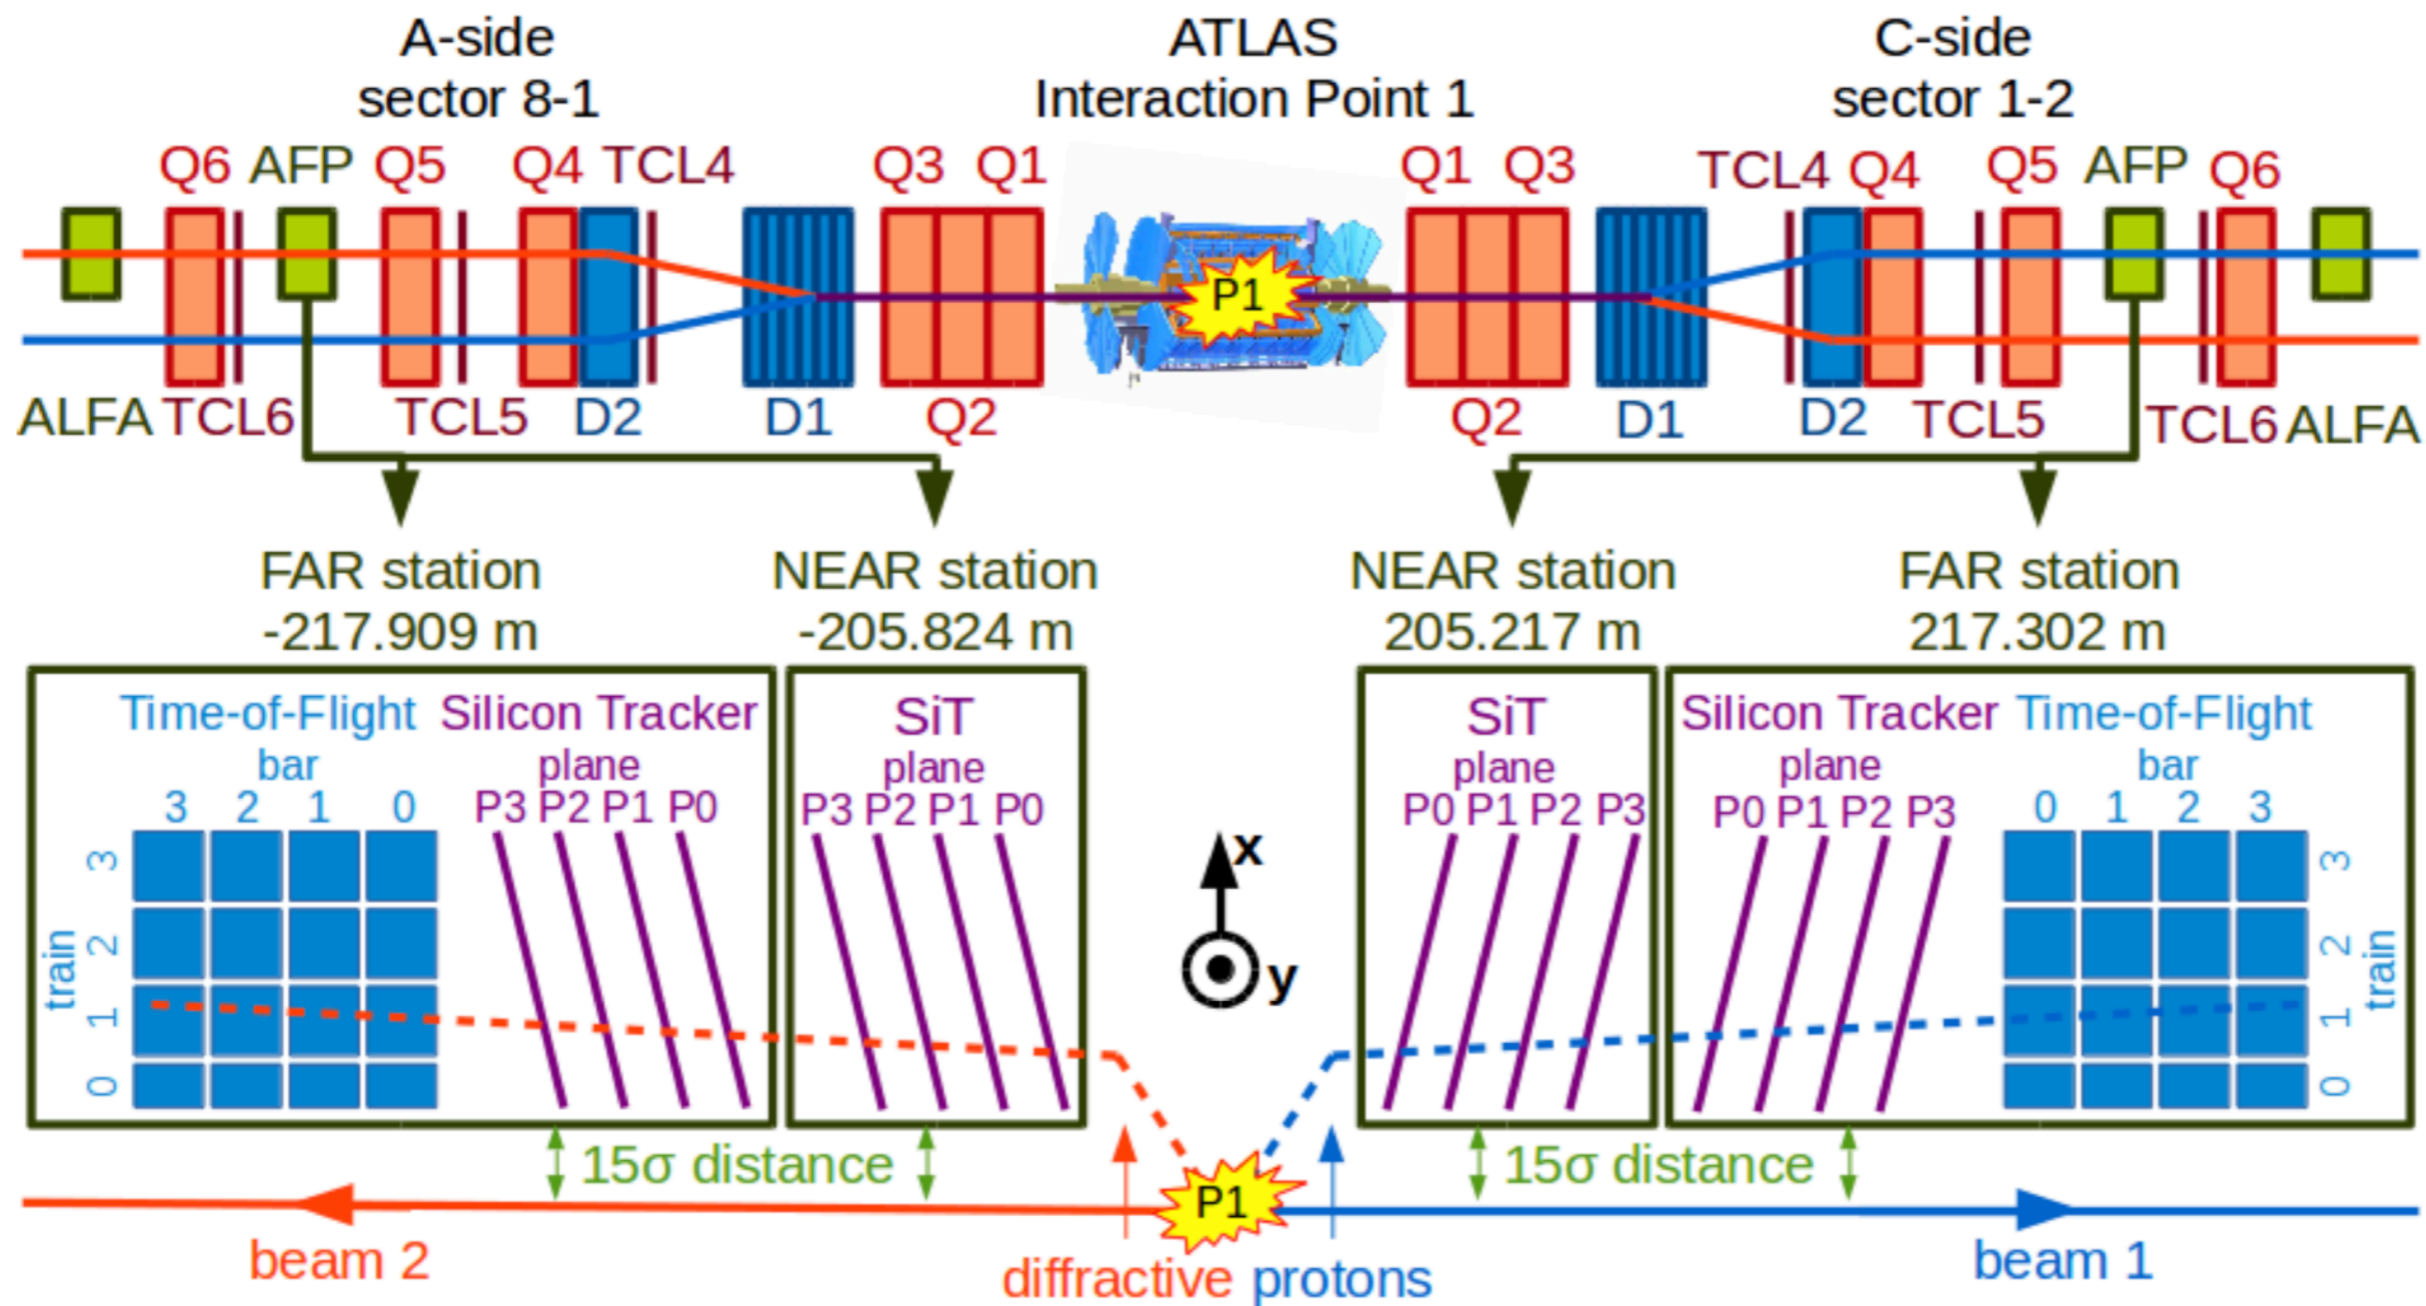 A-side
sector 8-1
ATLAS
Interaction Point 1
C-side
sector 1-2
Q6 AFP Q5 Q4 TCL4 Q3 Q1 Q1 Q3 TCL4 Q4 Q5 AFP Q6
P1
ALFA TCL6 TCL5 D2 D1 Q2 Q2 D1 D2 TCL5 TCL6 ALFA
FAR station
-217.909 m
NEAR station
-205.824 m
NEAR station
205.217 m
FAR station
217.302 m
Time-of-Flight
bar
3 2 1 0
train
3
2
1
0
Silicon Tracker
plane
P3 P2 P1 P0
SiT
plane
P3 P2 P1 P0
x
y
SiT
plane
P0 P1 P2 P3
Silicon Tracker
plane
P0 P1 P2 P3
Time-of-Flight
bar
0 1 2 3
3
2
1
0
train
15σ distance
15σ distance
P1
beam 2
diffractive protons
beam 1